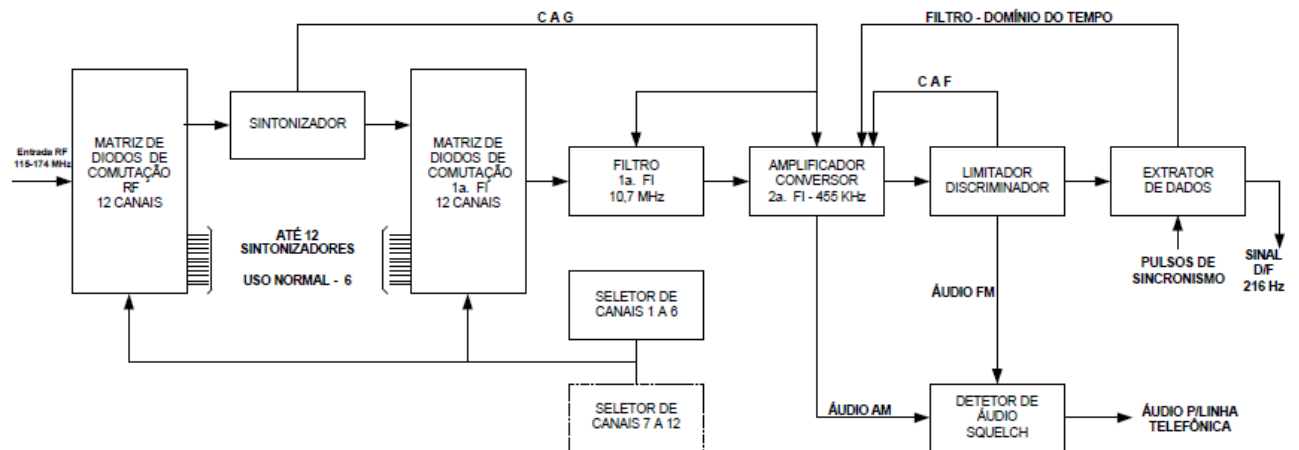 C A G
FILTRO - DOMÍNIO DO TEMPO
C A F
Entrada RF
116-174 MHz
MATRIZ DE
DIODOS DE
COMUTAÇÃO
RF
12 CANAIS
SINTONIZADOR
MATRIZ DE
DIODOS DE
COMUTAÇÃO
1a. FI
12 CANAIS
FILTRO
1a. FI
10,7 MHz
AMPLIFICADOR
CONVERSOR
2a. FI - 455 KHz
LIMITADOR
DISCRIMINADOR
EXTRATOR
DE DADOS
ATÉ 12
SINTONIZADORES
USO NORMAL - 6
PULSOS DE
SINCRONISMO
SINAL
D/F
216 Hz
SELETOR DE
CANAIS 1 A 6
ÁUDIO FM
SELETOR DE
CANAIS 7 A 12
ÁUDIO AM
DETETOR DE
ÁUDIO
SQUELCH
ÁUDIO P/LINHA
TELEFÔNICA